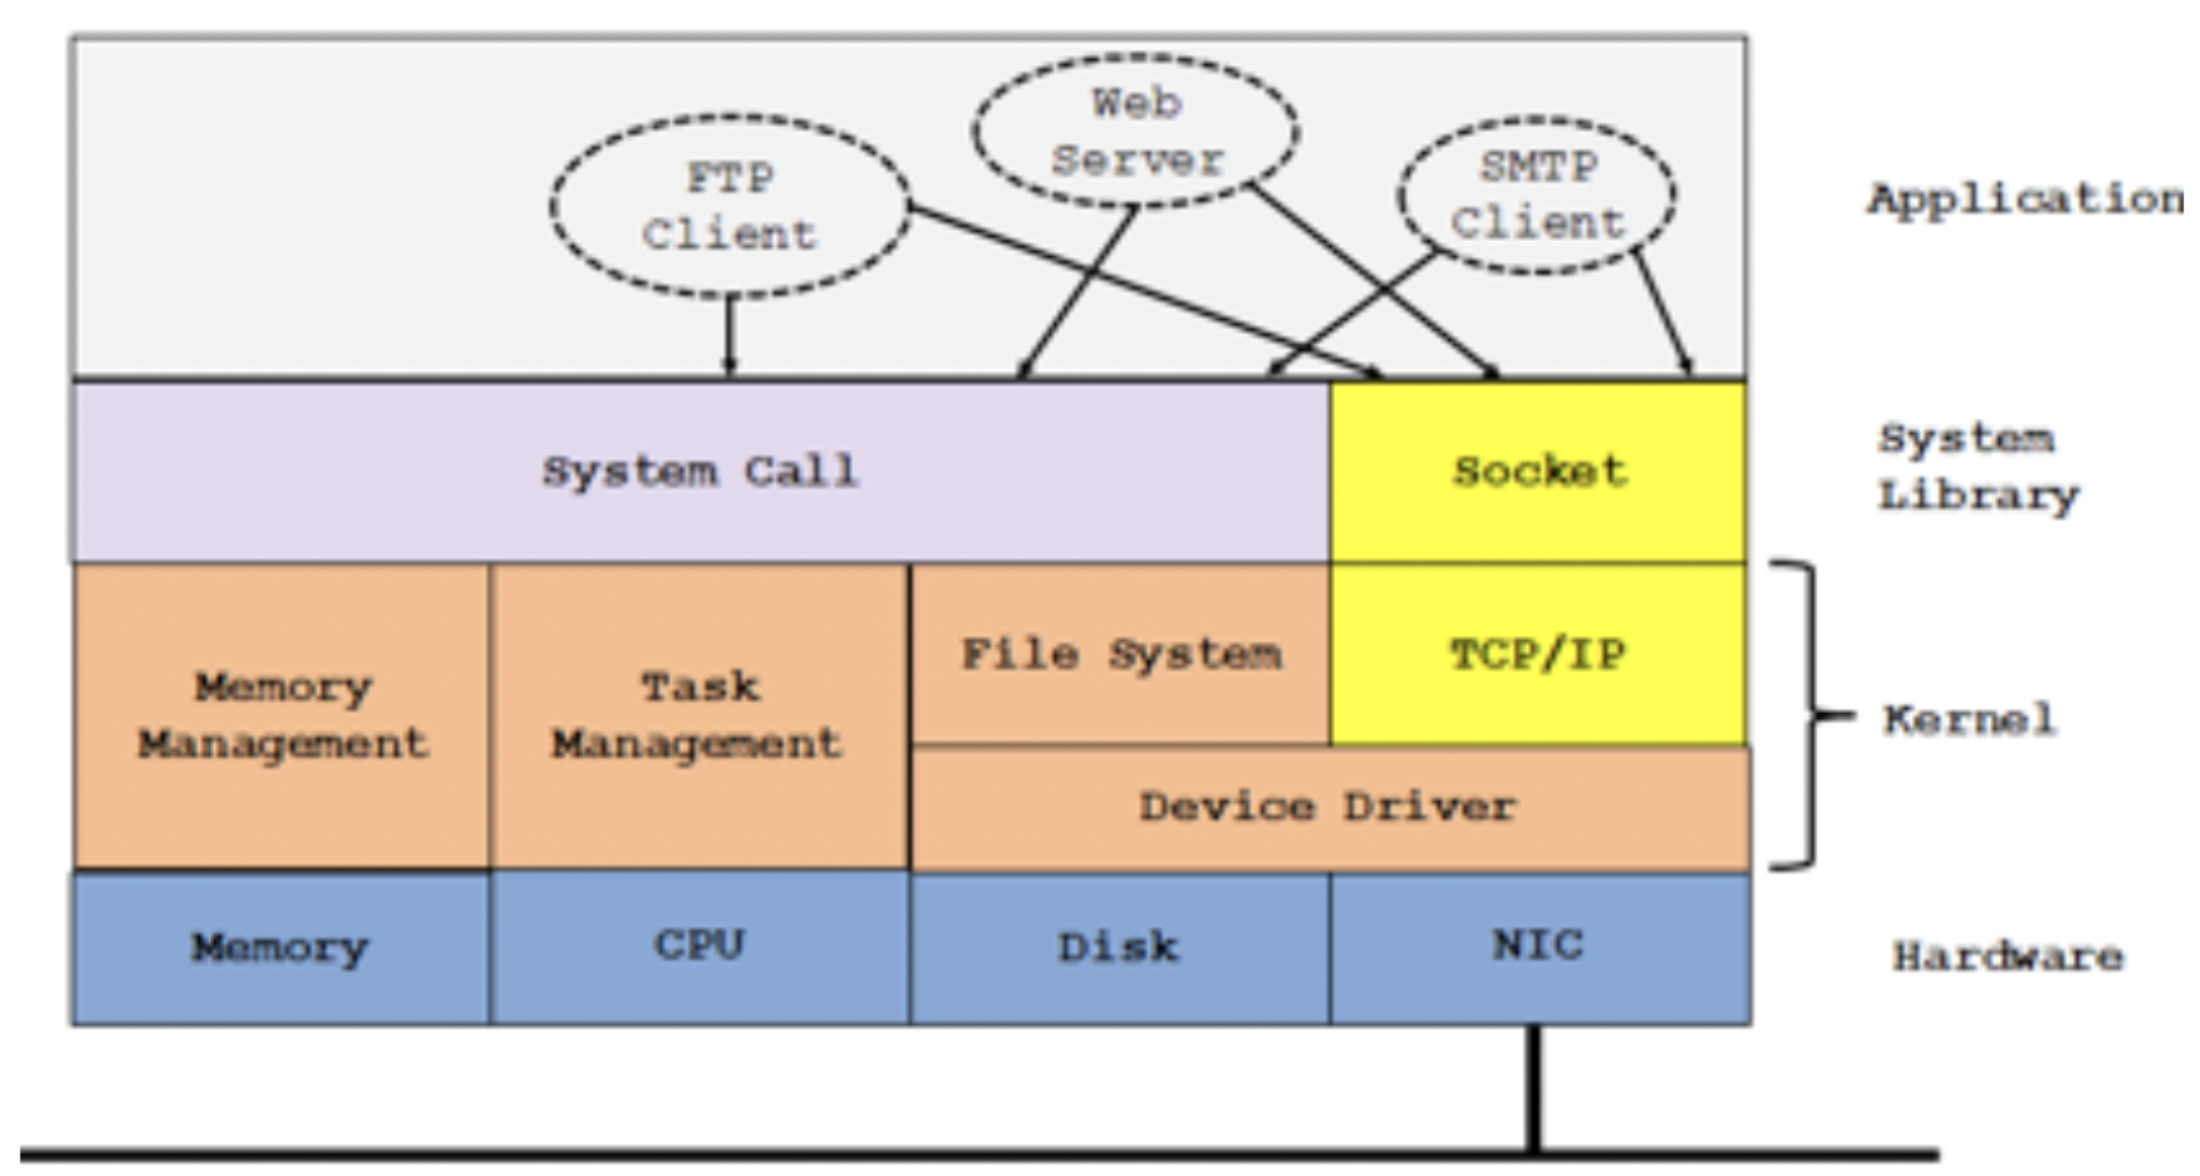 Web
Server
FTP
Client
SMTP
Client
Application
System Call
Socket
System
Library
Memory
Management
Task
Management
File System
TCP/IP
Device Driver
Kernel
Memory
CPU
Disk
NIC
Hardware